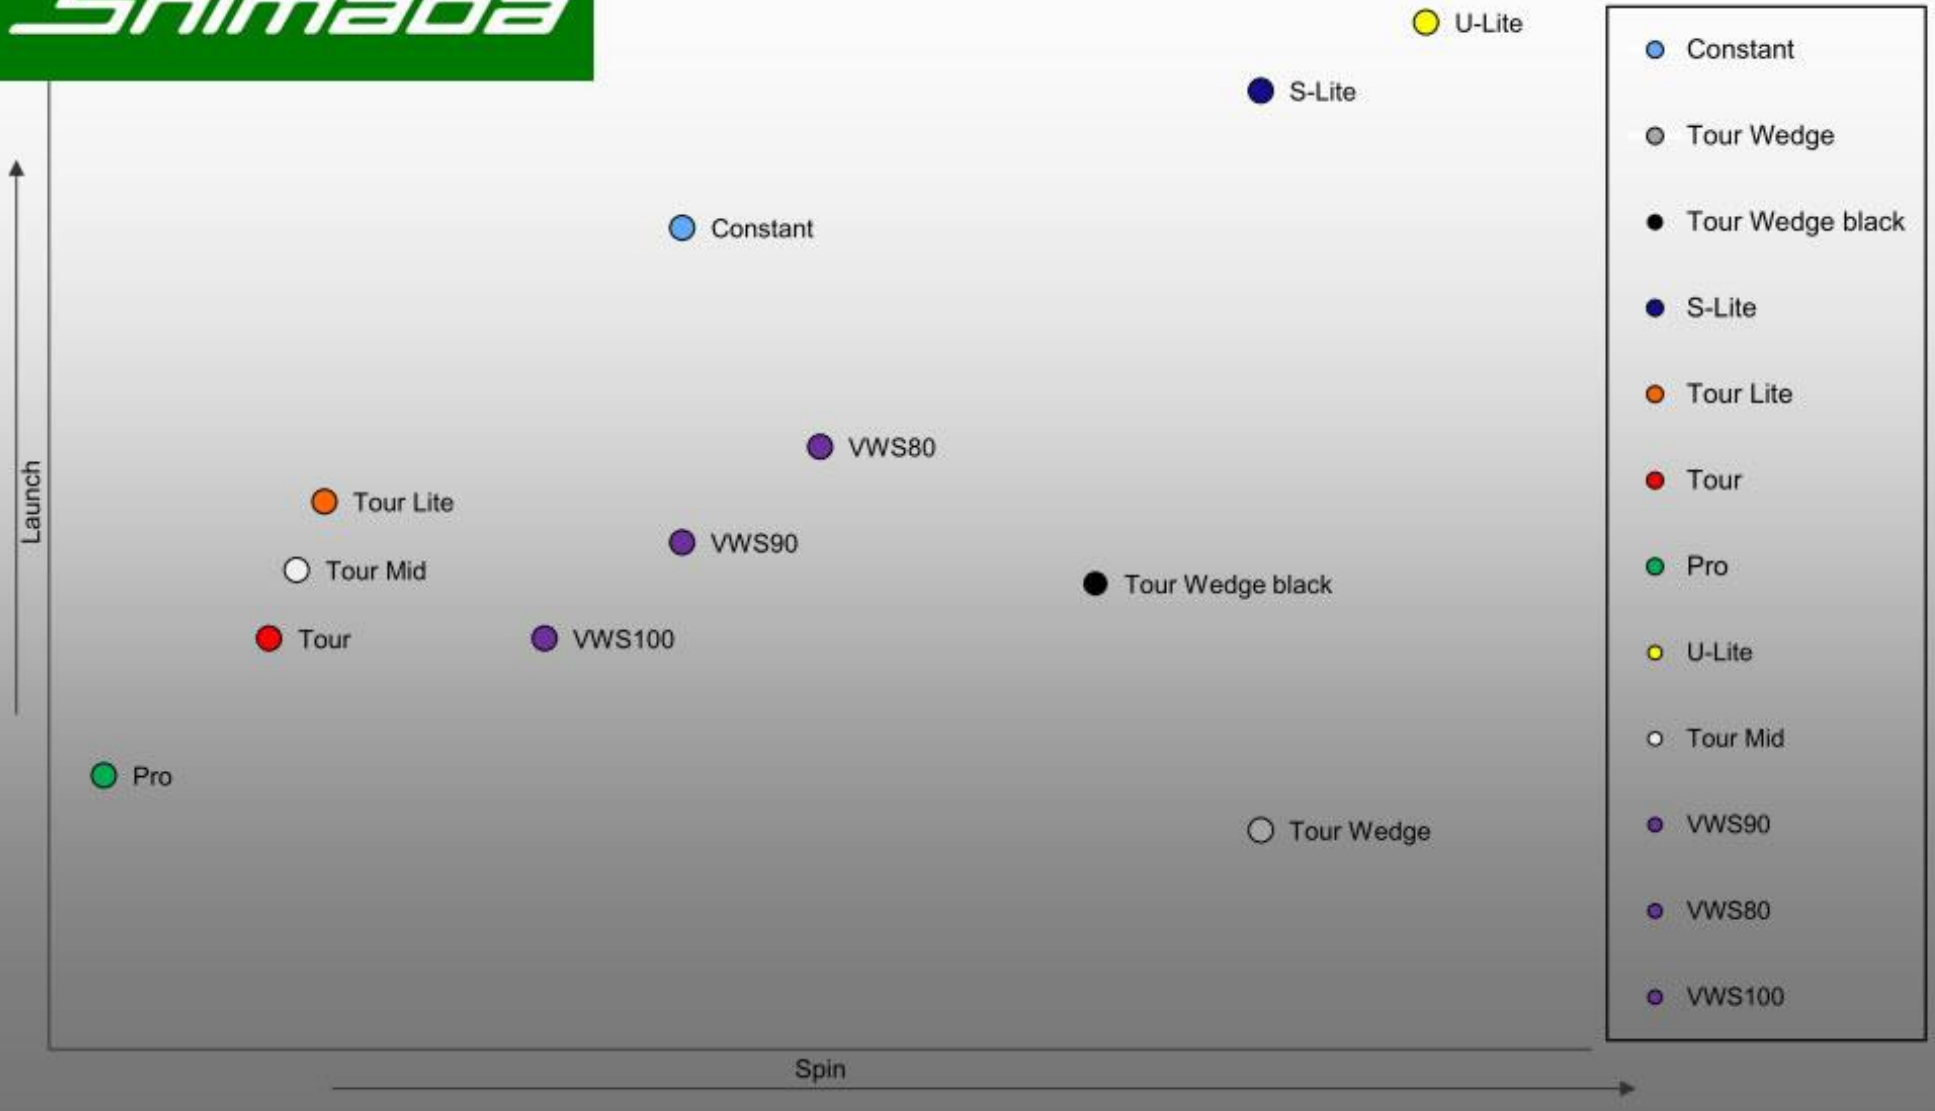 Shimada
U-Lite
S-Lite
Constant
VWS80
Tour Lite
VWS90
Tour Mid
Tour Wedge black
Tour
VWS100
Pro
Tour Wedge
Launch
Spin
Constant
Tour Wedge
Tour Wedge black
S-Lite
Tour Lite
Tour
Pro
U-Lite
Tour Mid
VWS90
VWS80
VWS100